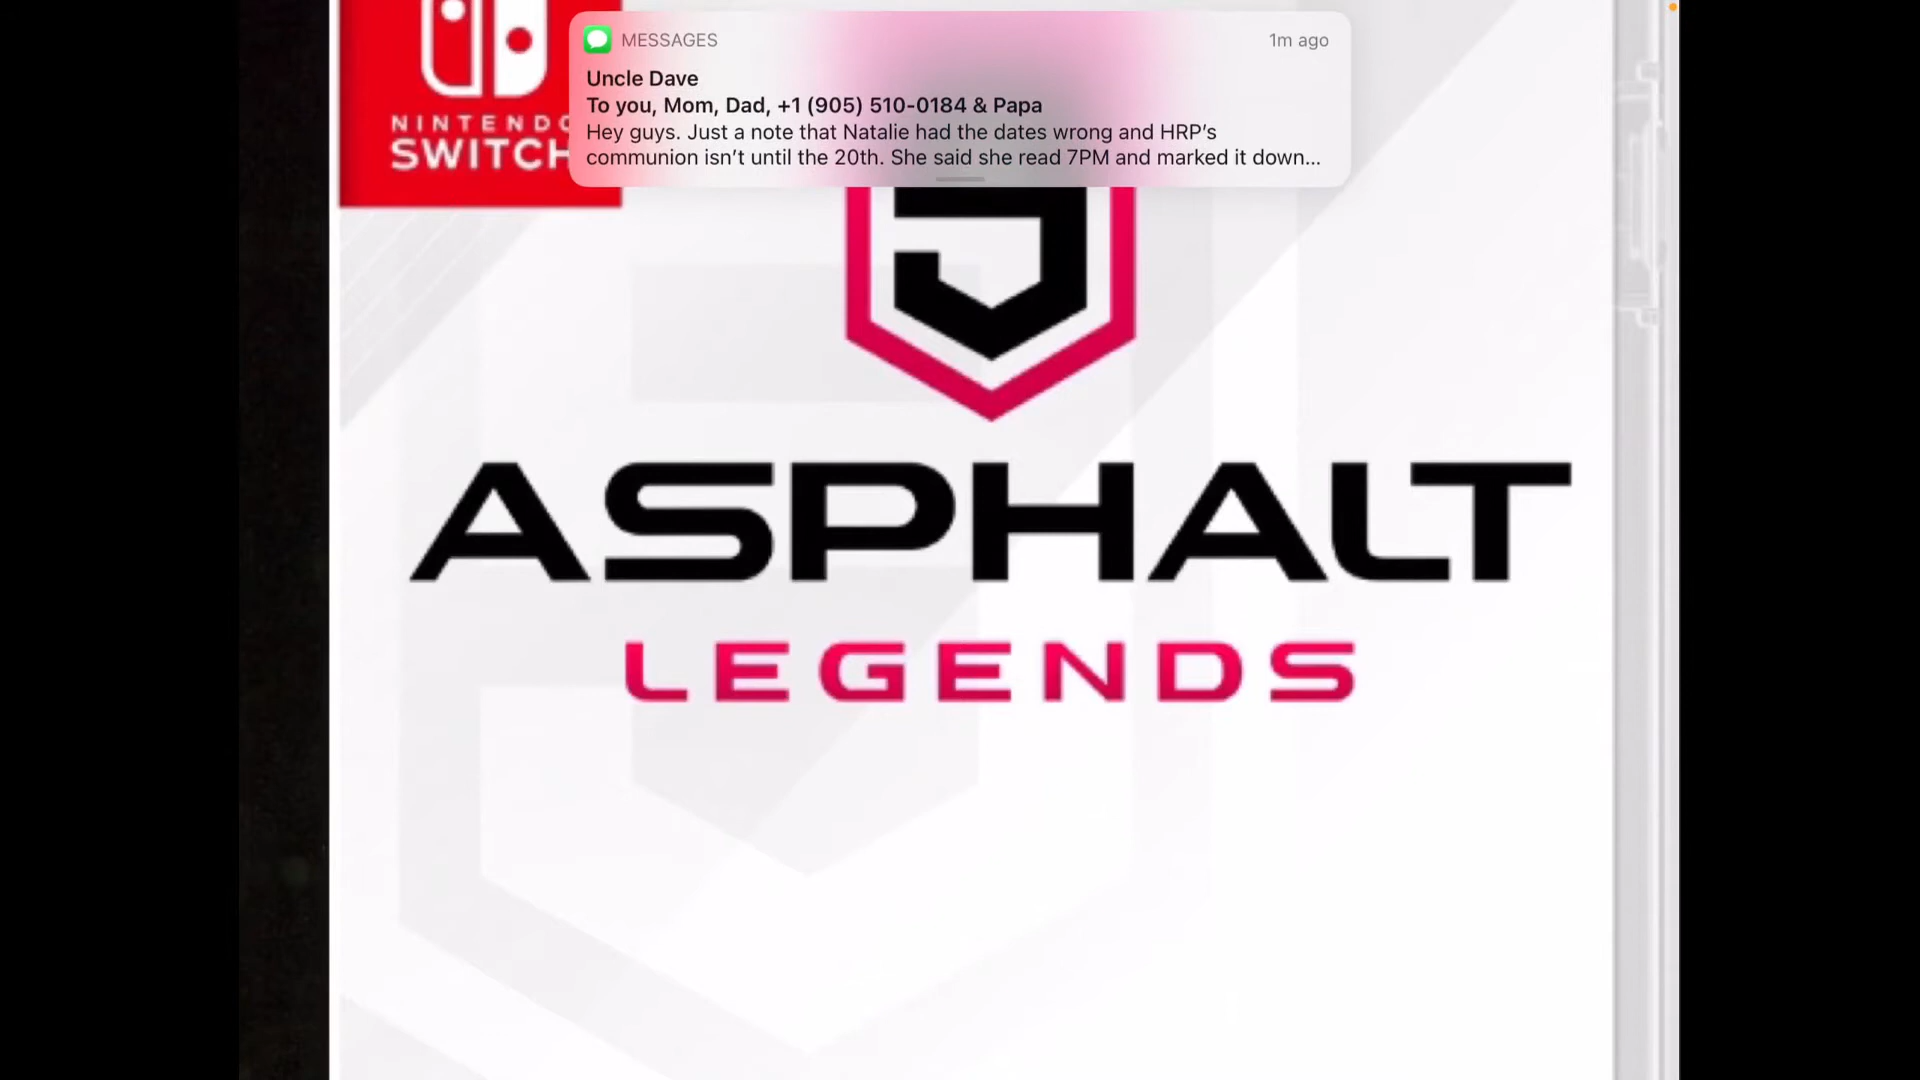 NINTENDO
SWITCH
MESSAGES
1m ago
Uncle Dave
To you, Mom, Dad, +1 (905) 510-0184 & Papa
Hey guys. Just a note that Natalie had the dates wrong and HRP’s
communion isn’t until the 20th. She said she read 7PM and marked it down...
ASPHALT
LEGENDS